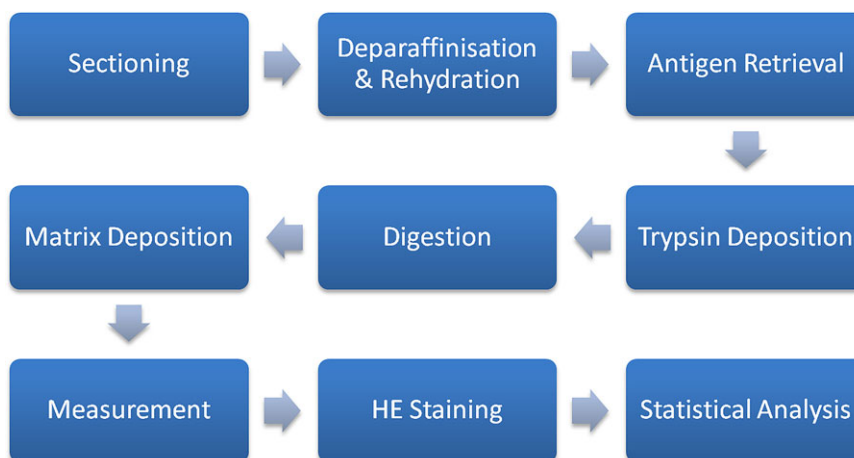 Sectioning
Deparaffinisation
& Rehydration
Antigen Retrieval
Trypsin Deposition
Digestion
Matrix Deposition
Measurement
HE Staining
Statistical Analysis